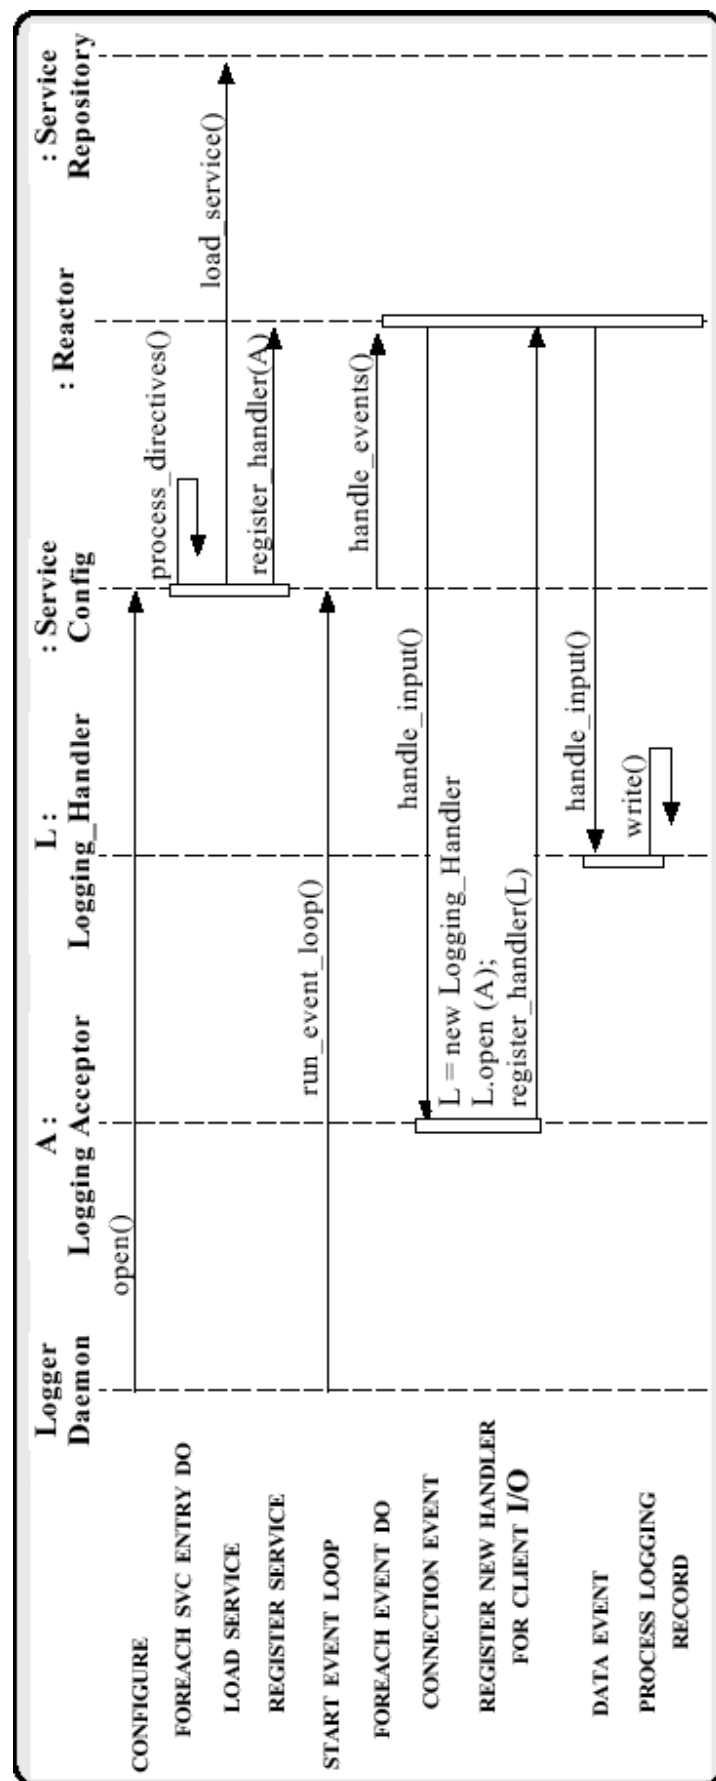 Logger
Daemon
A :
Logging Acceptor
L :
Logging_Handler
: Service
Config
: Reactor
: Service
Repository
CONFIGURE
open()
FOREACH SVC ENTRY DO
process_directives()
LOAD SERVICE
load_service()
REGISTER SERVICE
register_handler(A)
START EVENT LOOP
run_event_loop()
FOREACH EVENT DO
handle_events()
CONNECTION EVENT
handle_input()
REGISTER NEW HANDLER
FOR CLIENT I/O
L = new Logging_Handler
L.open (A);
register_handler(L)
DATA EVENT
handle_input()
PROCESS LOGGING
RECORD
write()